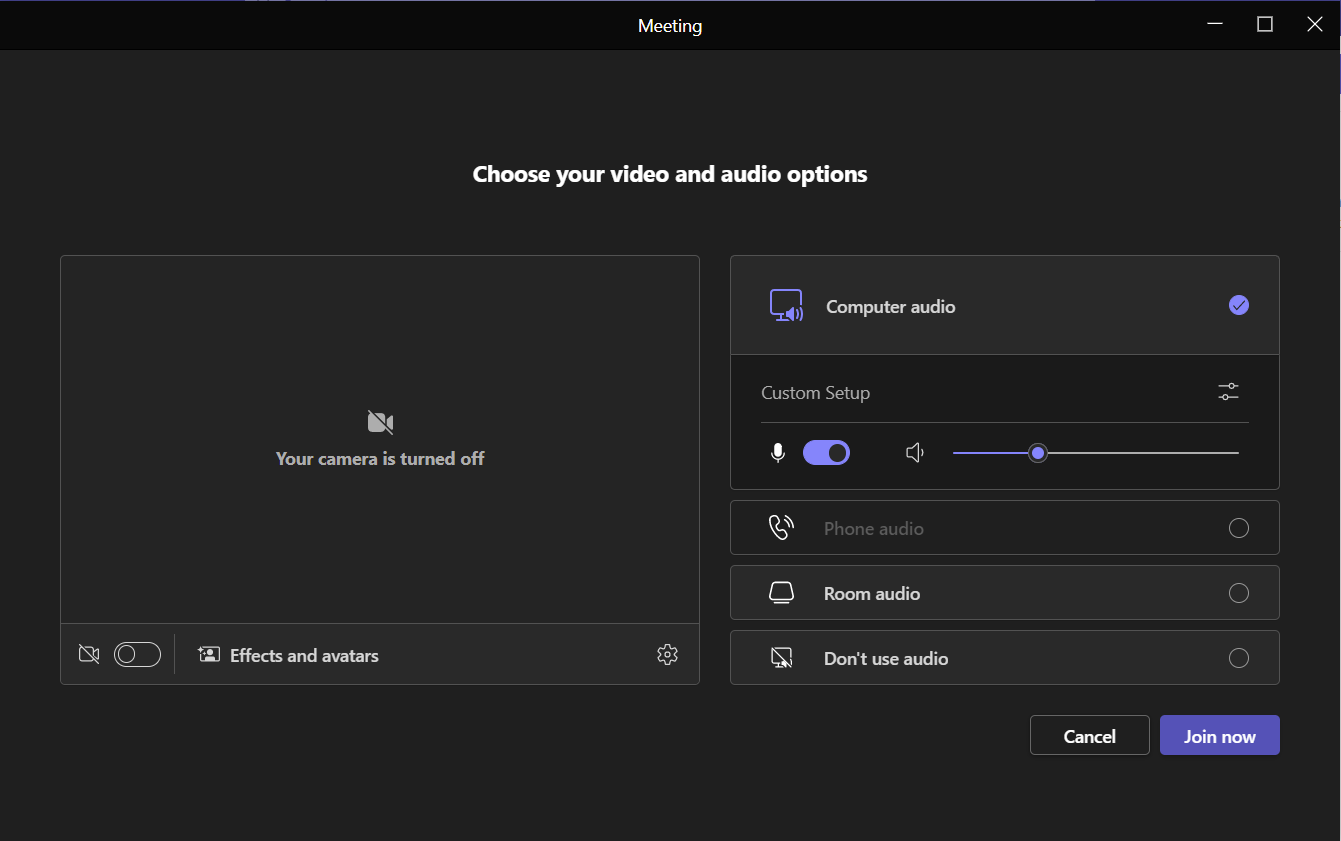 Meeting
Choose your video and audio options
Your camera is turned off
Effects and avatars
Computer audio
Custom Setup
Phone audio
Room audio
Don't use audio
Cancel
Join now